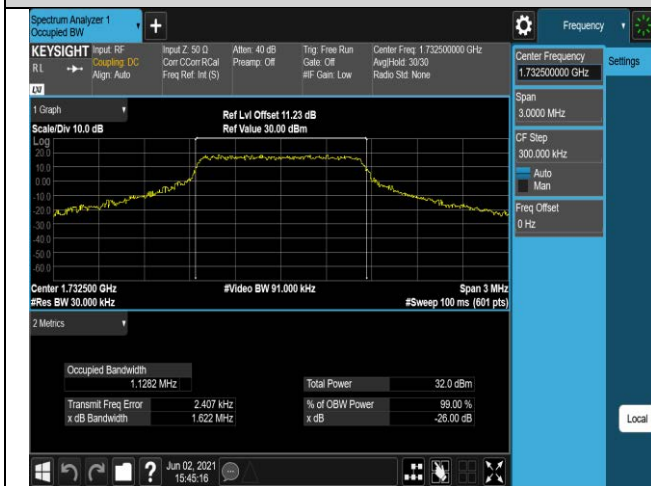 Spectrum Analyzer 1
Occupied BW
Frequency
KEYSIGHT
RL
LXI
Input: RF
Coupling: DC
Align: Auto
Input Z: 50 Ω
Corr CCorr RCal
Freq Ref: Int (S)
Atten: 40 dB
Preamp: Off
Trig: Free Run
Gate: Off
#IF Gain: Low
Center Freq: 1.732500000 GHz
Avg|Hold: 30/30
Radio Std: None
Center Frequency
1.732500000 GHz
Settings
Span
3.0000 MHz
CF Step
300.000 kHz
Auto
Man
Freq Offset
0 Hz
Local
1 Graph
Scale/Div 10.0 dB
Ref Lvl Offset 11.23 dB
Ref Value 30.00 dBm
Log
20.0
10.0
0.00
-10.0
-20.0
-30.0
-40.0
-50.0
-60.0
Center 1.732500 GHz
#Video BW 91.000 kHz
Span 3 MHz
#Res BW 30.000 kHz
#Sweep 100 ms (601 pts)
2 Metrics
Occupied Bandwidth
1.1282 MHz
Total Power 32.0 dBm
Transmit Freq Error 2.407 kHz
% of OBW Power 99.00 %
x dB Bandwidth 1.622 MHz
x dB -26.00 dB
?
Jun 02, 2021
15:45:16